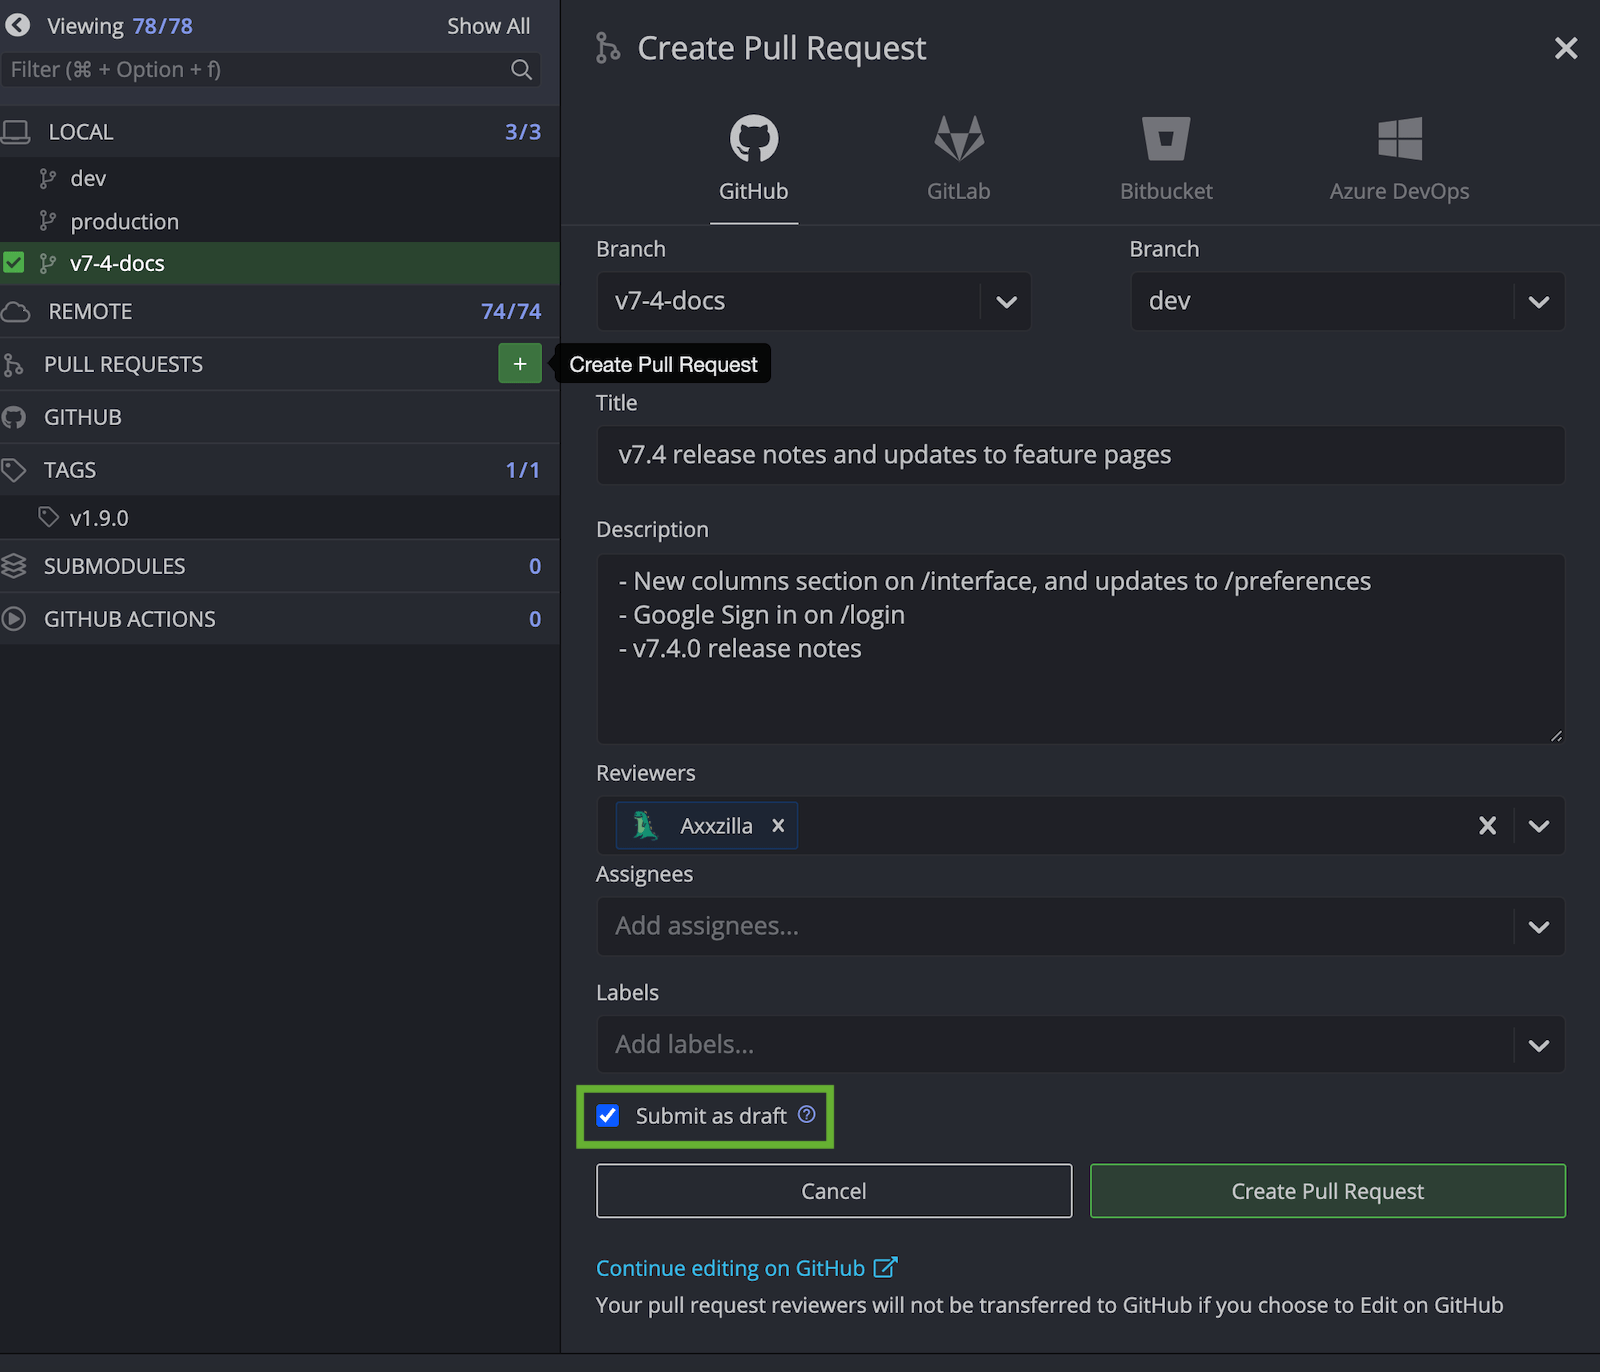 Viewing 78/78 Show All
Filter (⌘ + Option + f)
LOCAL 3/3
dev
production
v7-4-docs
REMOTE 74/74
PULL REQUESTS +
GITHUB
TAGS 1/1
v1.9.0
SUBMODULES 0
GITHUB ACTIONS 0
Create Pull Request
GitHub GitLab Bitbucket Azure DevOps
Branch Branch
v7-4-docs dev
Create Pull Request
Title
v7.4 release notes and updates to feature pages
Description
- New columns section on /interface, and updates to /preferences
- Google Sign in on /login
- v7.4.0 release notes
Reviewers
Axxzilla
Assignees
Add assignees...
Labels
Add labels...
Submit as draft
Cancel Create Pull Request
Continue editing on GitHub
Your pull request reviewers will not be transferred to GitHub if you choose to Edit on GitHub